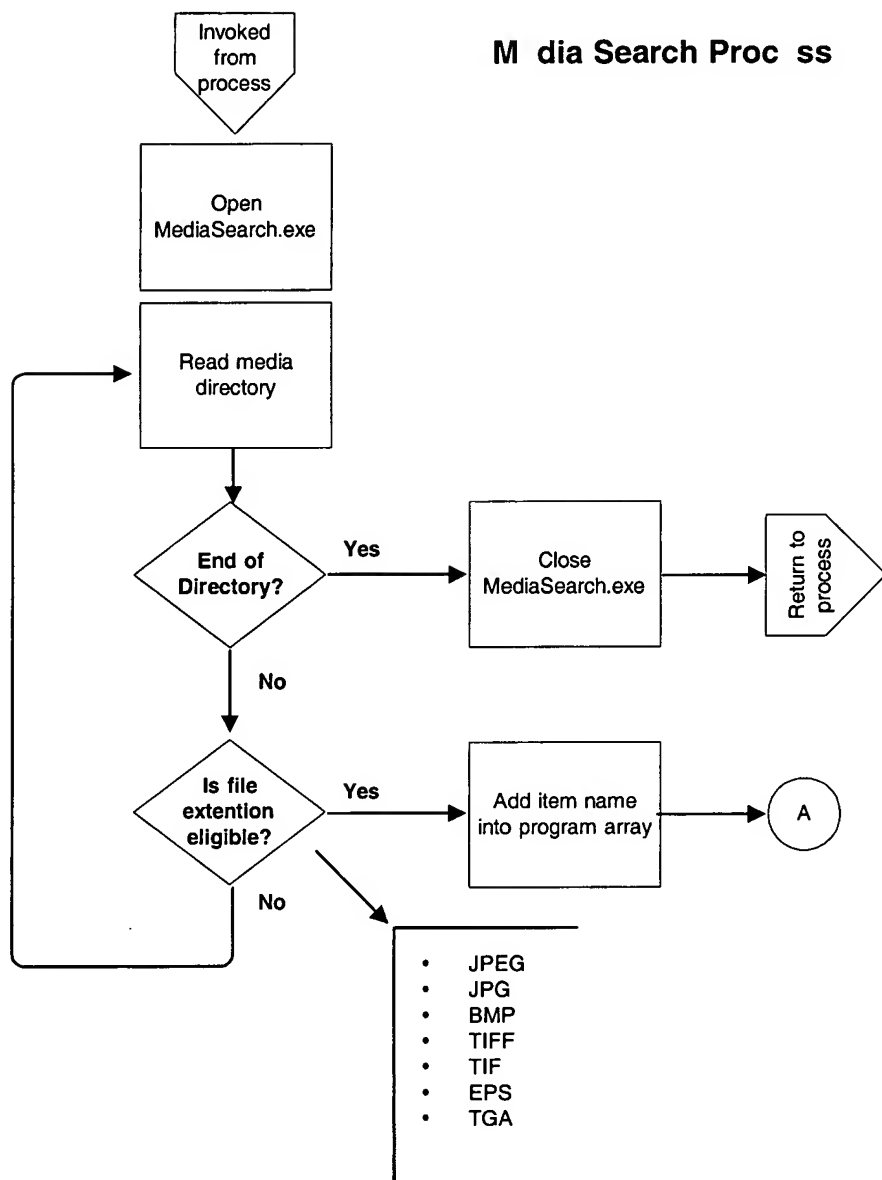 M dia Search Proc ss
Invoked
from
process
Open
MediaSearch.exe
Read media
directory
End of
Directory?
Yes
Close
MediaSearch.exe
Return to
process
No
Is file
extention
eligible?
Yes
Add item name
into program array
A
No
• JPEG
• JPG
• BMP
• TIFF
• TIF
• EPS
• TGA